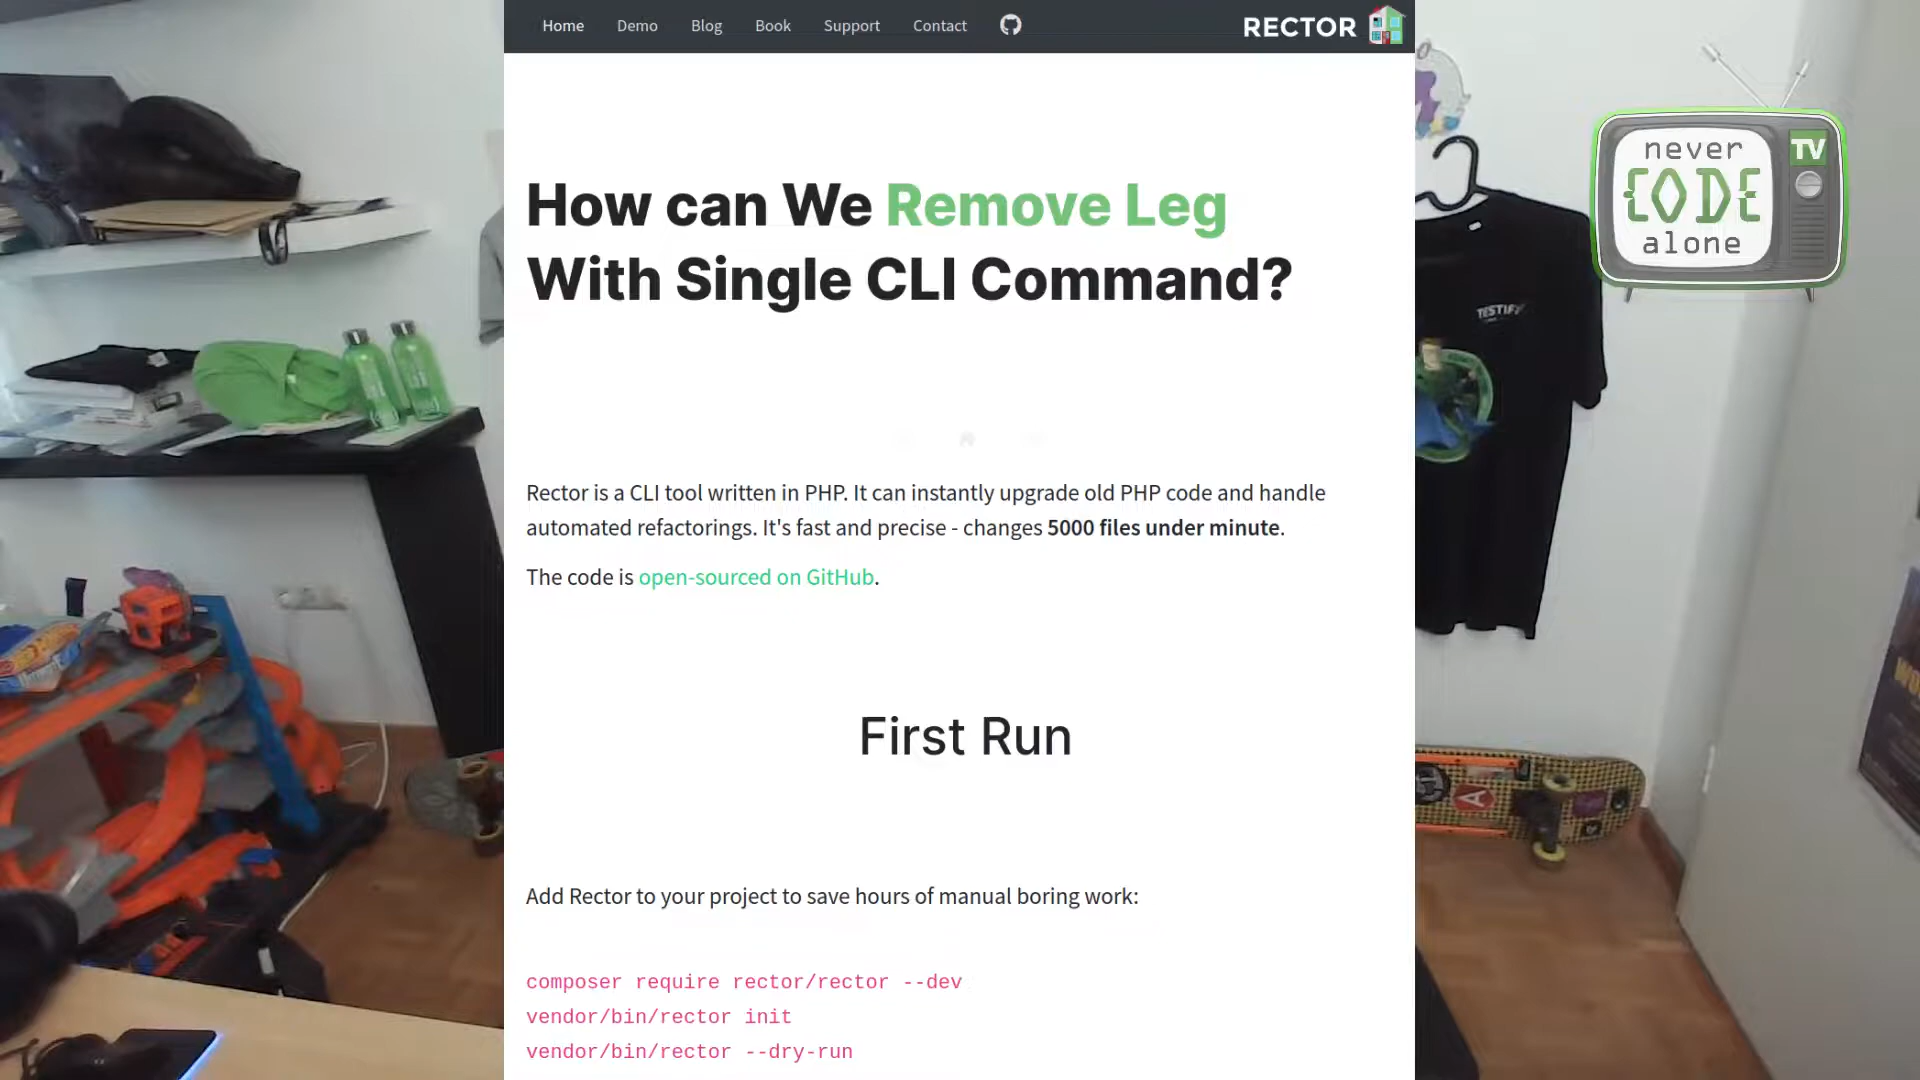 Home Demo Blog Book Support Contact RECTOR
never TV
CODE
alone
How can We Remove Leg
With Single CLI Command?
TESTIFY
Rector is a CLI tool written in PHP. It can instantly upgrade old PHP code and handle
automated refactorings. It's fast and precise - changes 5000 files under minute.
The code is open-sourced on GitHub.
First Run
Add Rector to your project to save hours of manual boring work:
composer require rector/rector --dev
vendor/bin/rector init
vendor/bin/rector --dry-run